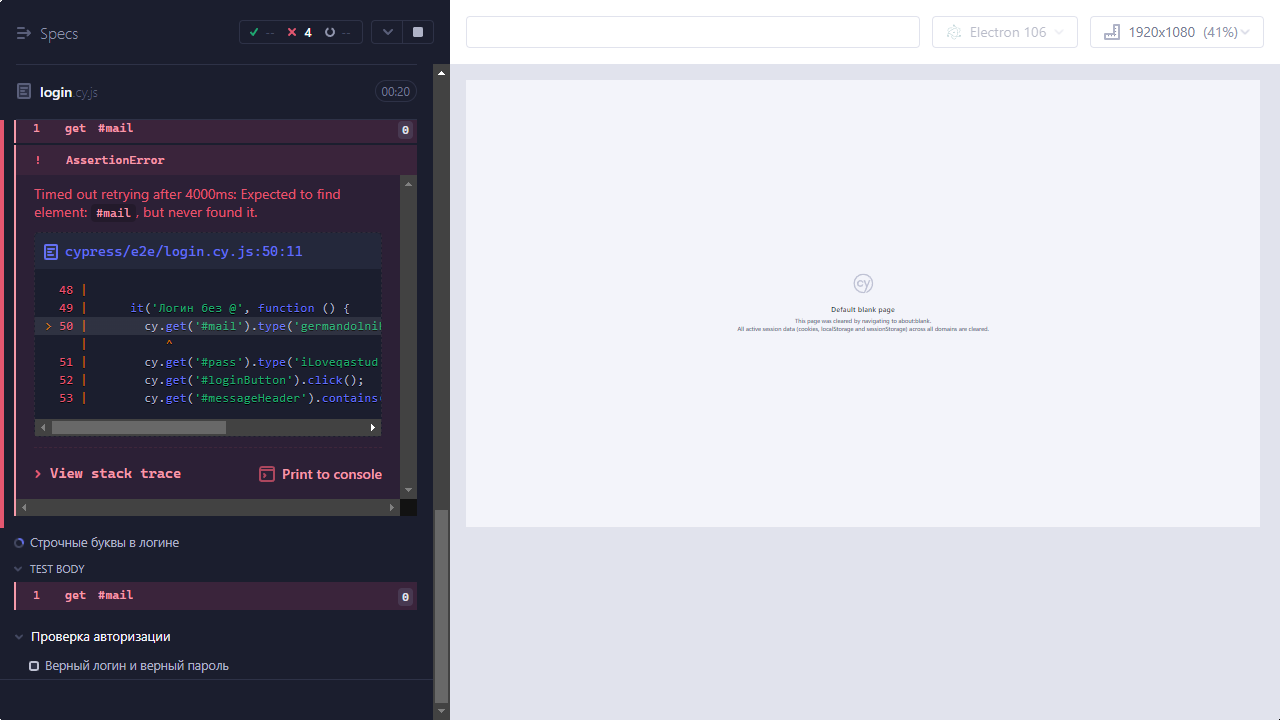 Specs
-- 4 --
Electron 106
1920x1080 (41%)
login.cy.js
00:20
1 get #mail 0
! AssertionError
Timed out retrying after 4000ms: Expected to find
element: #mail, but never found it.
cypress/e2e/login.cy.js:50:11
48 |
49 | it('Логин без @', function () {
> 50 | cy.get('#mail').type('germandolnik
| ^
51 | cy.get('#pass').type('iLoveqastud
52 | cy.get('#loginButton').click();
53 | cy.get('#messageHeader').contains(
> View stack trace
Print to console
Строчные буквы в логине
TEST BODY
1 get #mail 0
Проверка авторизации
Верный логин и верный пароль
cy
Default blank page
This page was cleared by navigating to about:blank.
All active session data (cookies, localStorage and sessionStorage) across all domains are cleared.